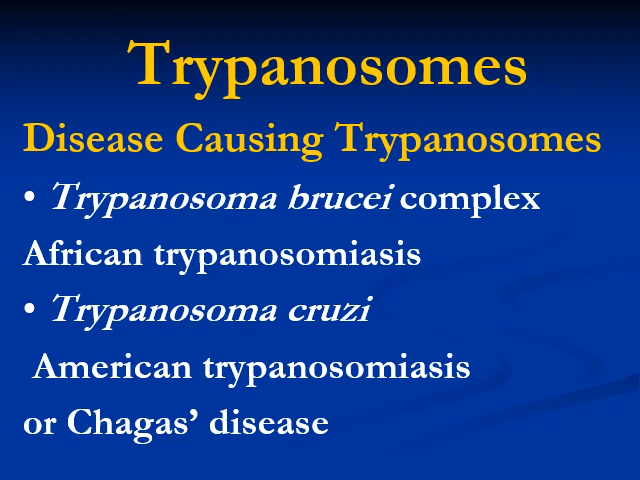 Trypanosomes
Disease Causing Trypanosomes
• Trypanosoma brucei complex
African trypanosomiasis
• Trypanosoma cruzi
American trypanosomiasis
or Chagas’ disease